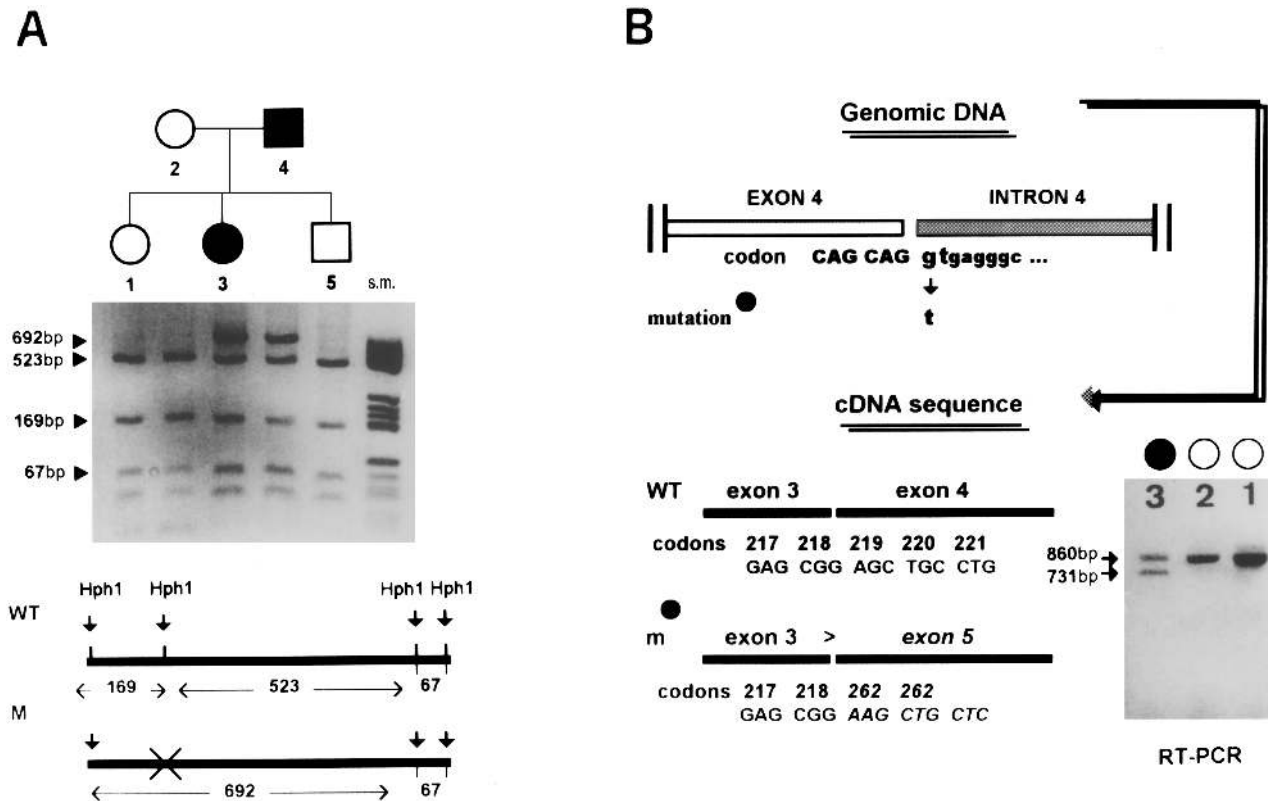 A
2 4
1 3 5 s.m.
692bp
523bp
169bp
67bp
Hph1 Hph1 Hph1 Hph1
WT
169 523 67
M
692 67
B
Genomic DNA
EXON 4 INTRON 4
codon CAG CAG gtgagggc ...
mutation t
cDNA sequence
WT exon 3 exon 4
codons 217 218 219 220 221
GAG CGG AGC TGC CTG
m exon 3 > exon 5
codons 217 218 262 262
GAG CGG AAG CTG CTC
3 2 1
860bp
731bp
RT-PCR